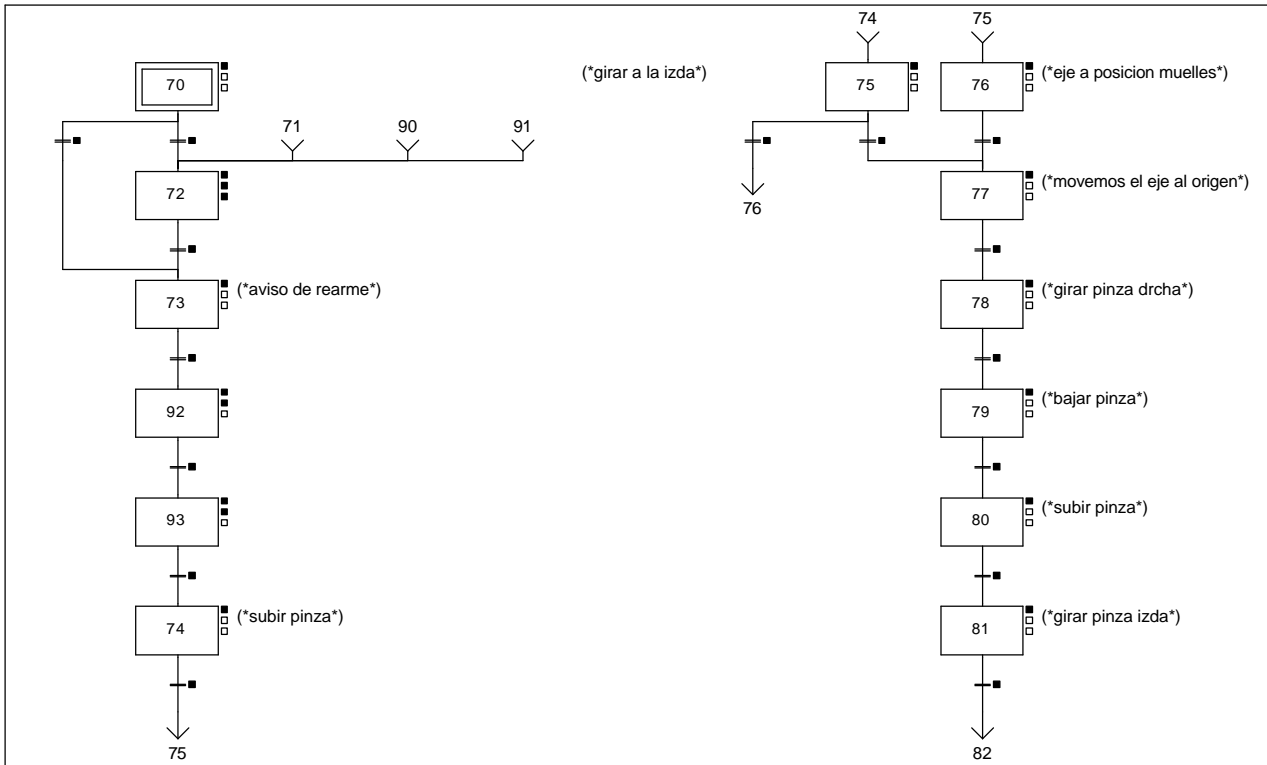 74 75
70 (*girar a la izda*) 75 76 (*eje a posicion muelles*)
71 90 91
72 77 (*movemos el eje al origen*)
76
73 (*aviso de rearme*) 78 (*girar pinza drcha*)
92 79 (*bajar pinza*)
93 80 (*subir pinza*)
74 (*subir pinza*) 81 (*girar pinza izda*)
75 82